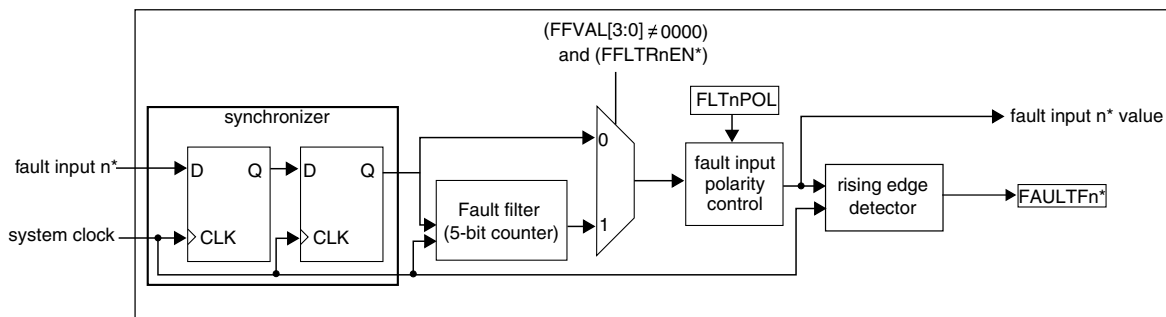 (FFVAL[3:0] ≠ 0000)
and (FFLTRnEN*)
FLTnPOL
synchronizer
fault input n* value
0
fault input n*
D
Q
D
Q
fault input
polarity
control
rising edge
detector
FAULTFn*
Fault filter
(5-bit counter)
1
system clock
CLK
CLK